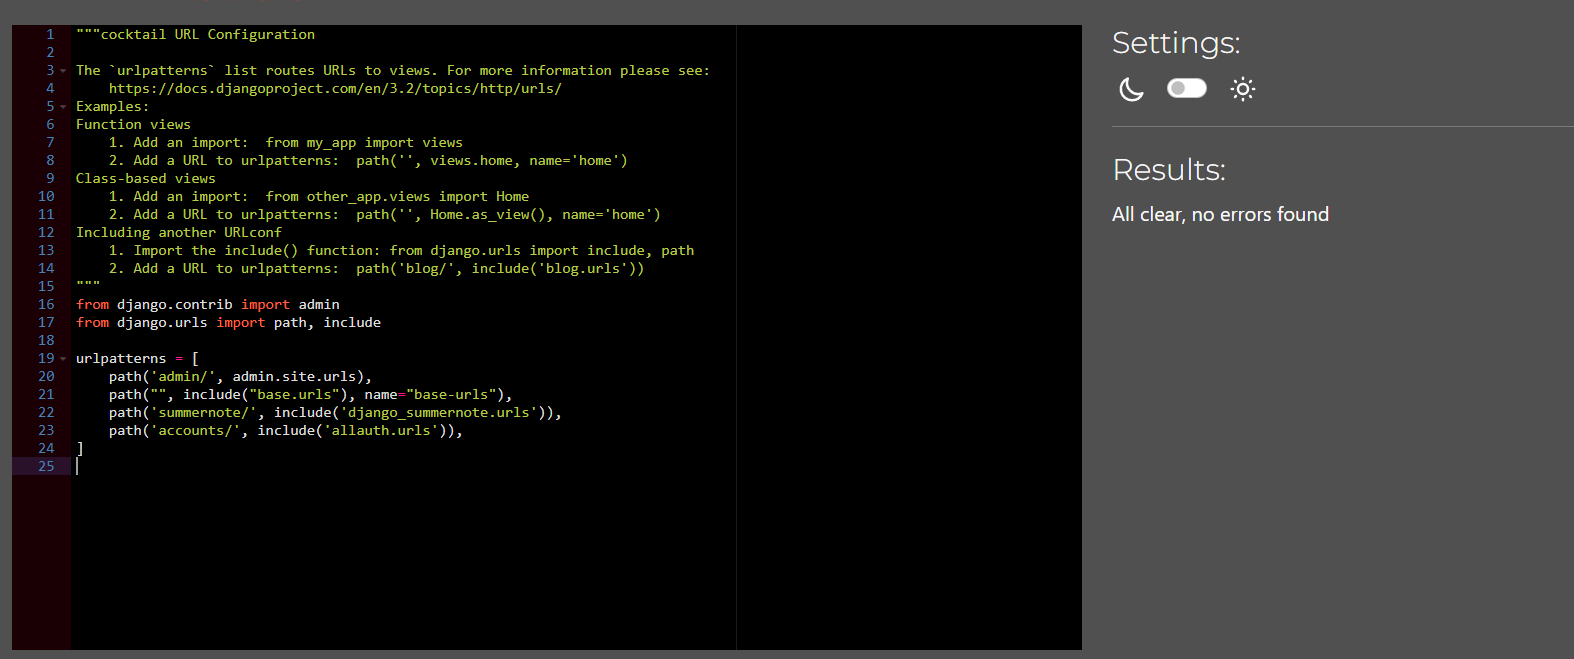 1 """cocktail URL Configuration
2
3 The `urlpatterns` list routes URLs to views. For more information please see:
4     https://docs.djangoproject.com/en/3.2/topics/http/urls/
5 Examples:
6 Function views
7     1. Add an import:  from my_app import views
8     2. Add a URL to urlpatterns:  path('', views.home, name='home')
9 Class-based views
10     1. Add an import:  from other_app.views import Home
11     2. Add a URL to urlpatterns:  path('', Home.as_view(), name='home')
12 Including another URLconf
13     1. Import the include() function: from django.urls import include, path
14     2. Add a URL to urlpatterns:  path('blog/', include('blog.urls'))
15 """
16 from django.contrib import admin
17 from django.urls import path, include
18
19 urlpatterns = [
20     path('admin/', admin.site.urls),
21     path("", include("base.urls"), name="base-urls"),
22     path('summernote/', include('django_summernote.urls')),
23     path('accounts/', include('allauth.urls')),
24 ]
25
Settings:
Results:
All clear, no errors found